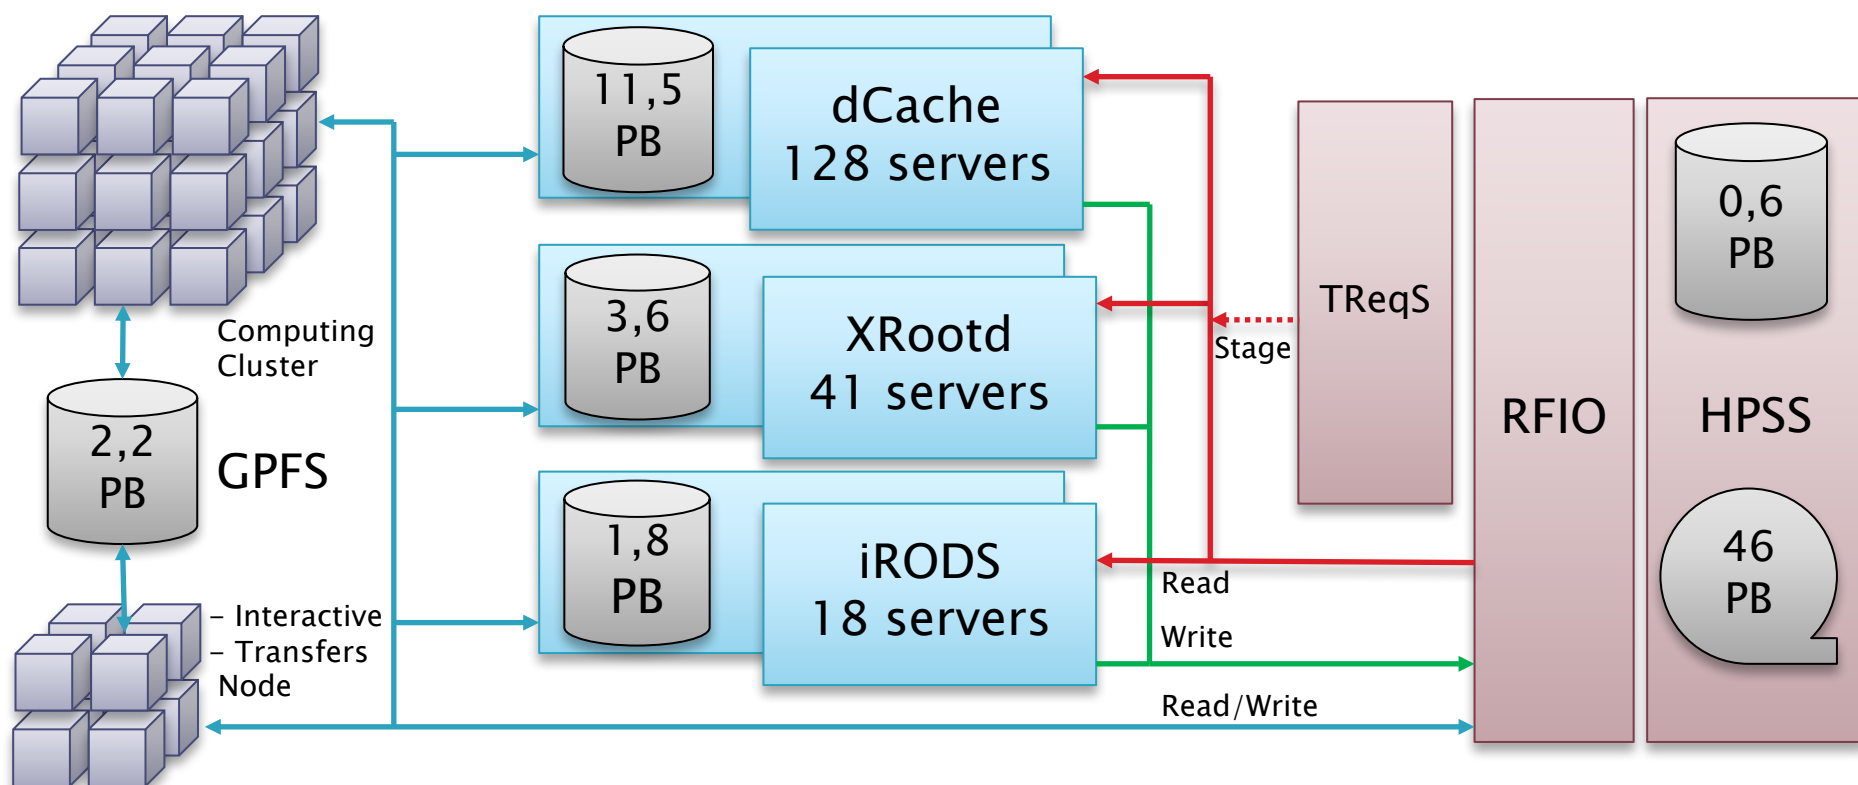 11,5
PB
dCache
128 servers
3,6
PB
XRootd
41 servers
1,8
PB
iRODS
18 servers
Computing
Cluster
2,2
PB
GPFS
- Interactive
- Transfers
Node
Stage
Read
Write
Read/Write
TReqS
RFIO
0,6
PB
HPSS
46
PB